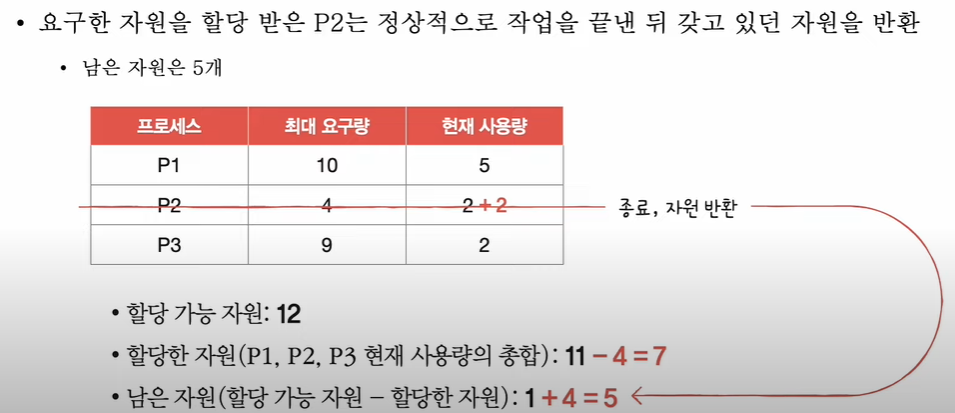 • 요구한 자원을 할당 받은 P2는 정상적으로 작업을 끝낸 뒤 갖고 있던 자원을 반환
• 남은 자원은 5개
프로세스 최대 요구량 현재 사용량
P1 10 5
P2 4 2 + 2 종료, 자원 반환
P3 9 2
• 할당 가능 자원: 12
• 할당한 자원(P1, P2, P3 현재 사용량의 총합): 11 – 4 = 7
• 남은 자원(할당 가능 자원 – 할당한 자원): 1 + 4 = 5